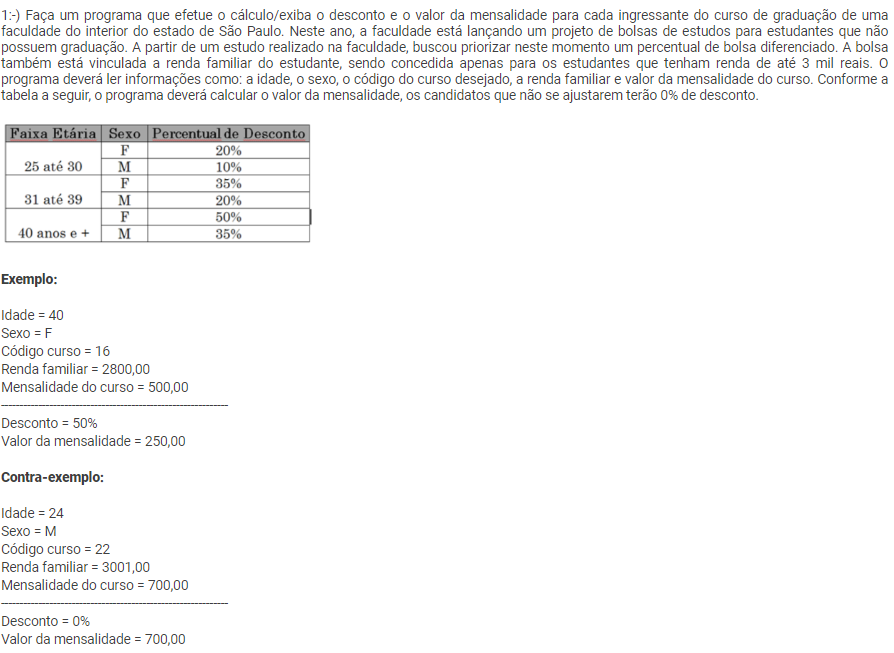 1:-) Faça um programa que efetue o cálculo/exiba o desconto e o valor da mensalidade para cada ingressante do curso de graduação de uma
faculdade do interior do estado de São Paulo. Neste ano, a faculdade está lançando um projeto de bolsas de estudos para estudantes que não
possuem graduação. A partir de um estudo realizado na faculdade, buscou priorizar neste momento um percentual de bolsa diferenciado. A bolsa
também está vinculada a renda familiar do estudante, sendo concedida apenas para os estudantes que tenham renda de até 3 mil reais. O
programa deverá ler informações como: a idade, o sexo, o código do curso desejado, a renda familiar e valor da mensalidade do curso. Conforme a
tabela a seguir, o programa deverá calcular o valor da mensalidade, os candidatos que não se ajustarem terão 0% de desconto.
Faixa Etária Sexo Percentual de Desconto
F 20%
25 até 30 M 10%
F 35%
31 até 39 M 20%
F 50%
40 anos e + M 35%
Exemplo:
Idade = 40
Sexo = F
Código curso = 16
Renda familiar = 2800,00
Mensalidade do curso = 500,00
Desconto = 50%
Valor da mensalidade = 250,00
Contra-exemplo:
Idade = 24
Sexo = M
Código curso = 22
Renda familiar = 3001,00
Mensalidade do curso = 700,00
Desconto = 0%
Valor da mensalidade = 700,00